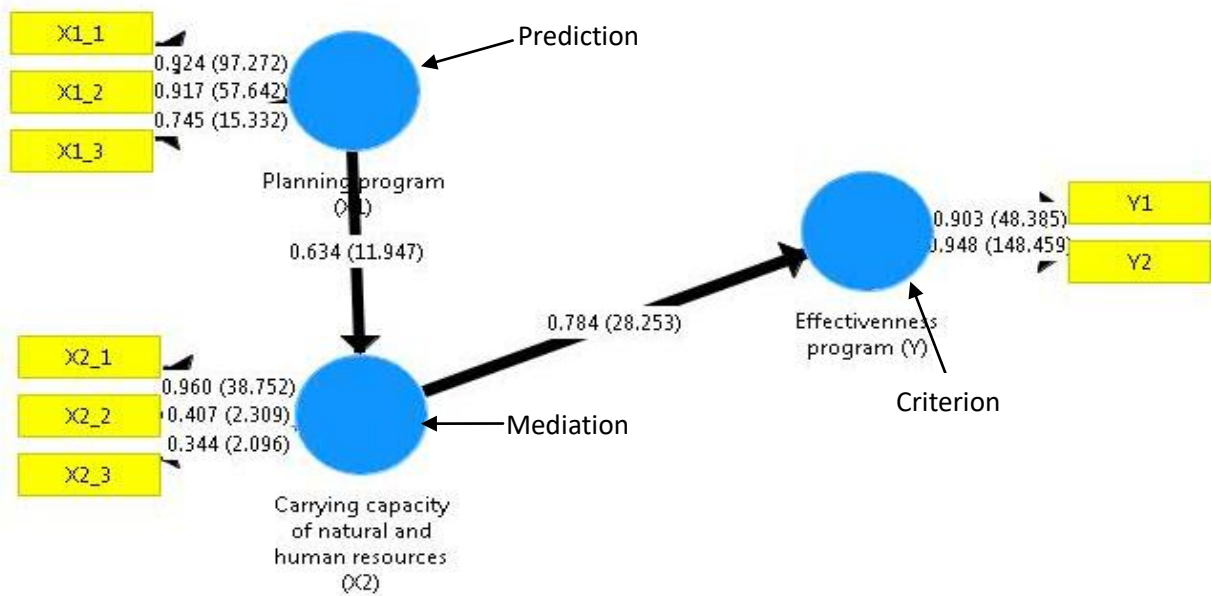 X1_1
0.924 (97.272)
X1_2
0.917 (57.642)
X1_3
0.745 (15.332)
Prediction
Planning program
(X1)
0.634 (11.947)
X2_1
0.960 (38.752)
X2_2
0.407 (2.309)
X2_3
0.344 (2.096)
Mediation
Carrying capacity
of natural and
human resources
(X2)
0.784 (28.253)
Effectivenness
program (Y)
0.903 (48.385)
0.948 (148.459)
Y1
Y2
Criterion